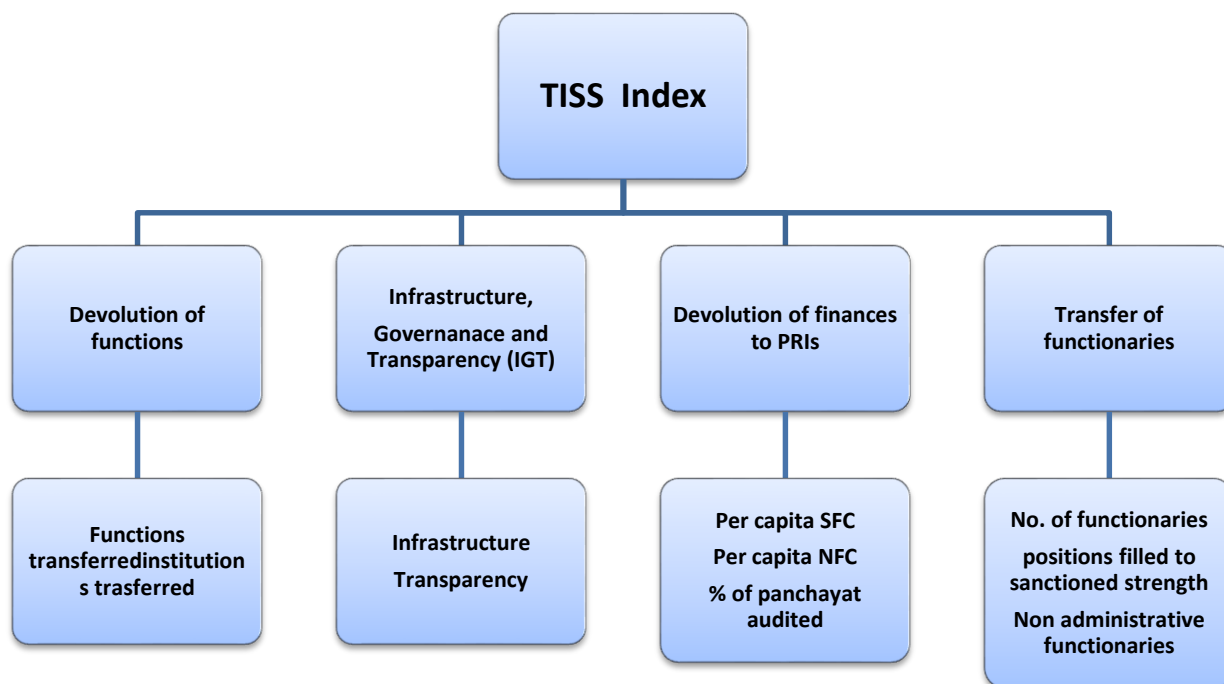 TISS  Index
Devolution of
functions
Infrastructure,
Governanace and
Transparency (IGT)
Devolution of finances
to PRIs
Transfer of
functionaries
Functions
transferredinstitution
s trasferred
Infrastructure
Transparency
Per capita SFC
Per capita NFC
% of panchayat
audited
No. of functionaries
positions filled to
sanctioned strength
Non administrative
functionaries